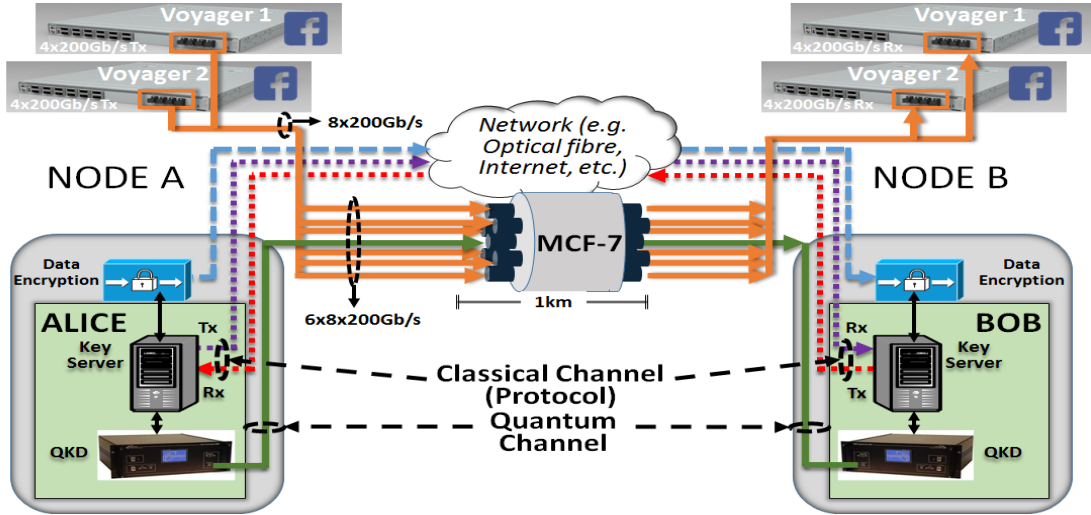 Voyager 1
4x200Gb/s Tx
Voyager 2
4x200Gb/s Tx
8x200Gb/s
Network (e.g.
Optical fibre,
Internet, etc.)
Voyager 1
4x200Gb/s Rx
Voyager 2
4x200Gb/s Rx
NODE A
NODE B
MCF-7
1km
6x8x200Gb/s
Data
Encryption
ALICE
Key
Server
Tx
Rx
QKD
Classical Channel
(Protocol)
Quantum
Channel
Data
Encryption
BOB
Key
Server
Rx
Tx
QKD